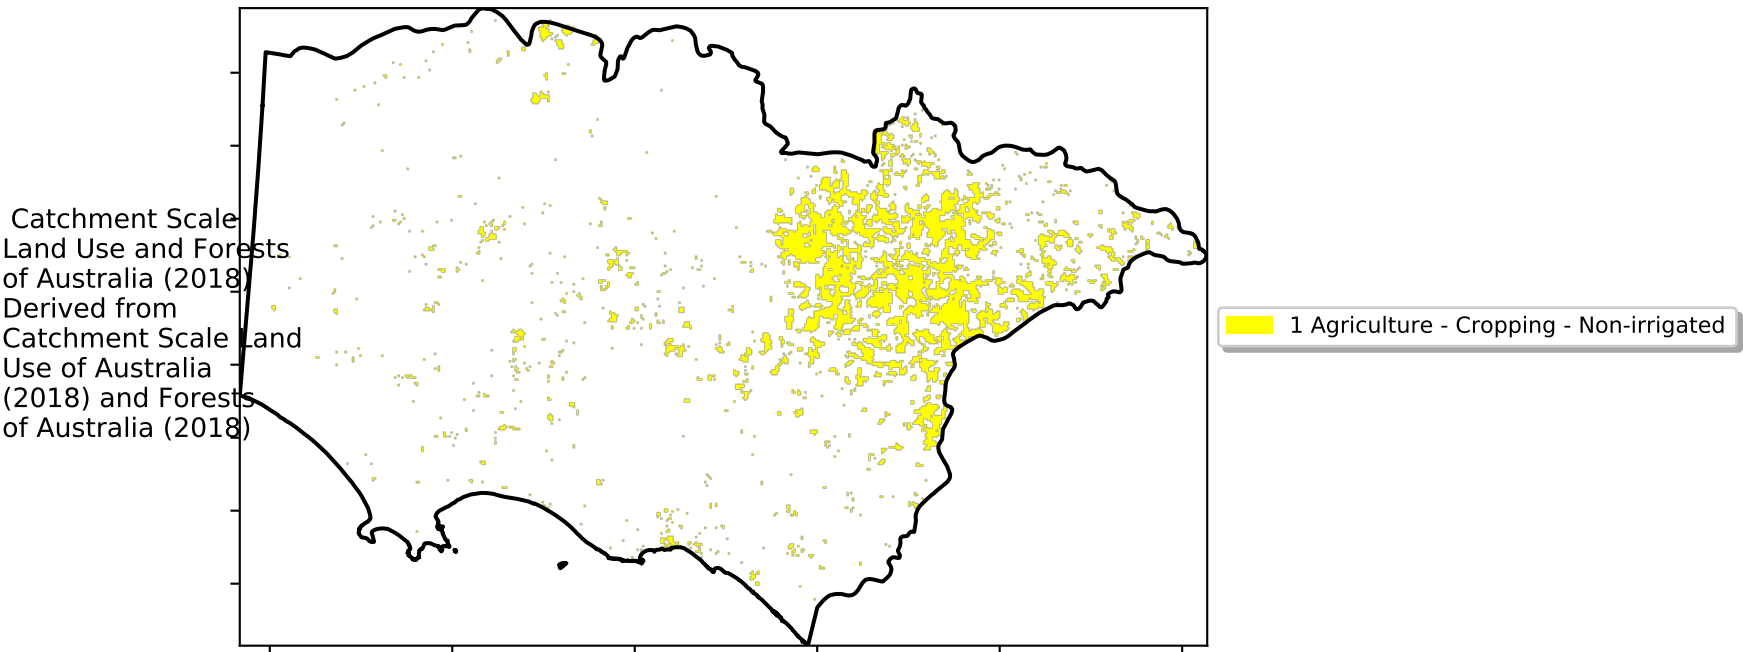 Catchment Scale
Land Use and Forests
of Australia (2018)
Derived from
Catchment Scale Land
Use of Australia
(2018) and Forests
of Australia (2018)
1 Agriculture - Cropping - Non-irrigated